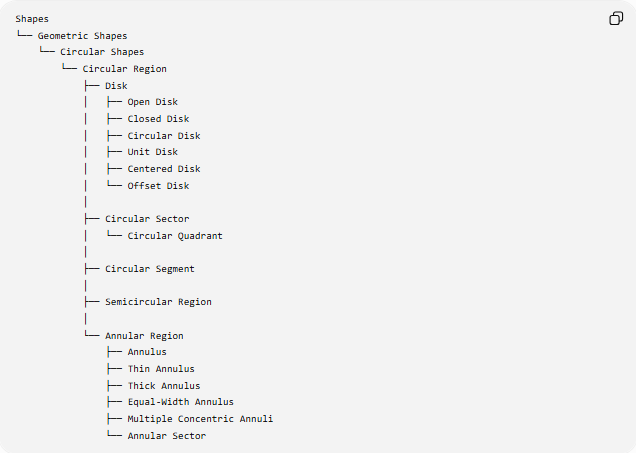 Shapes
└── Geometric Shapes
    └── Circular Shapes
        └── Circular Region
            ├── Disk
            │   ├── Open Disk
            │   ├── Closed Disk
            │   ├── Circular Disk
            │   ├── Unit Disk
            │   ├── Centered Disk
            │   └── Offset Disk
            │
            ├── Circular Sector
            │   └── Circular Quadrant
            │
            ├── Circular Segment
            │
            ├── Semicircular Region
            │
            └── Annular Region
                ├── Annulus
                ├── Thin Annulus
                ├── Thick Annulus
                ├── Equal-Width Annulus
                ├── Multiple Concentric Annuli
                └── Annular Sector